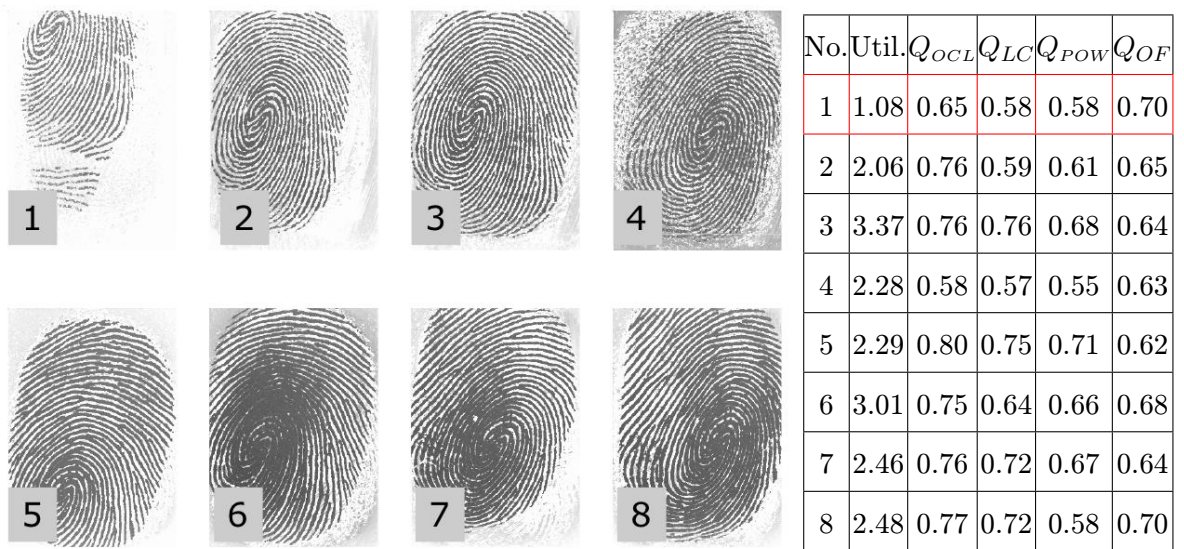 1 2 3 4
5 6 7 8
No. Util. Q_OCL Q_LC Q_POW Q_OF
1 1.08 0.65 0.58 0.58 0.70
2 2.06 0.76 0.59 0.61 0.65
3 3.37 0.76 0.76 0.68 0.64
4 2.28 0.58 0.57 0.55 0.63
5 2.29 0.80 0.75 0.71 0.62
6 3.01 0.75 0.64 0.66 0.68
7 2.46 0.76 0.72 0.67 0.64
8 2.48 0.77 0.72 0.58 0.70